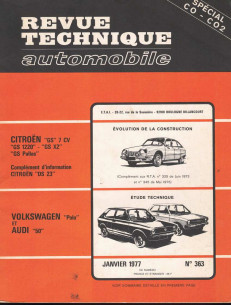 SPÉCIAL
CO - CO2
REVUE
TECHNIQUE
automobile
CITROËN "GS" 7 CV
"GS 1220" - "GS X2"
"GS Pallas"
Complément d'information
CITROËN "DS 23"
ÉVOLUTION DE LA CONSTRUCTION
ÉTUDE TECHNIQUE
VOLKSWAGEN "Polo"
ET
AUDI "50"
JANVIER 1977 N° 363